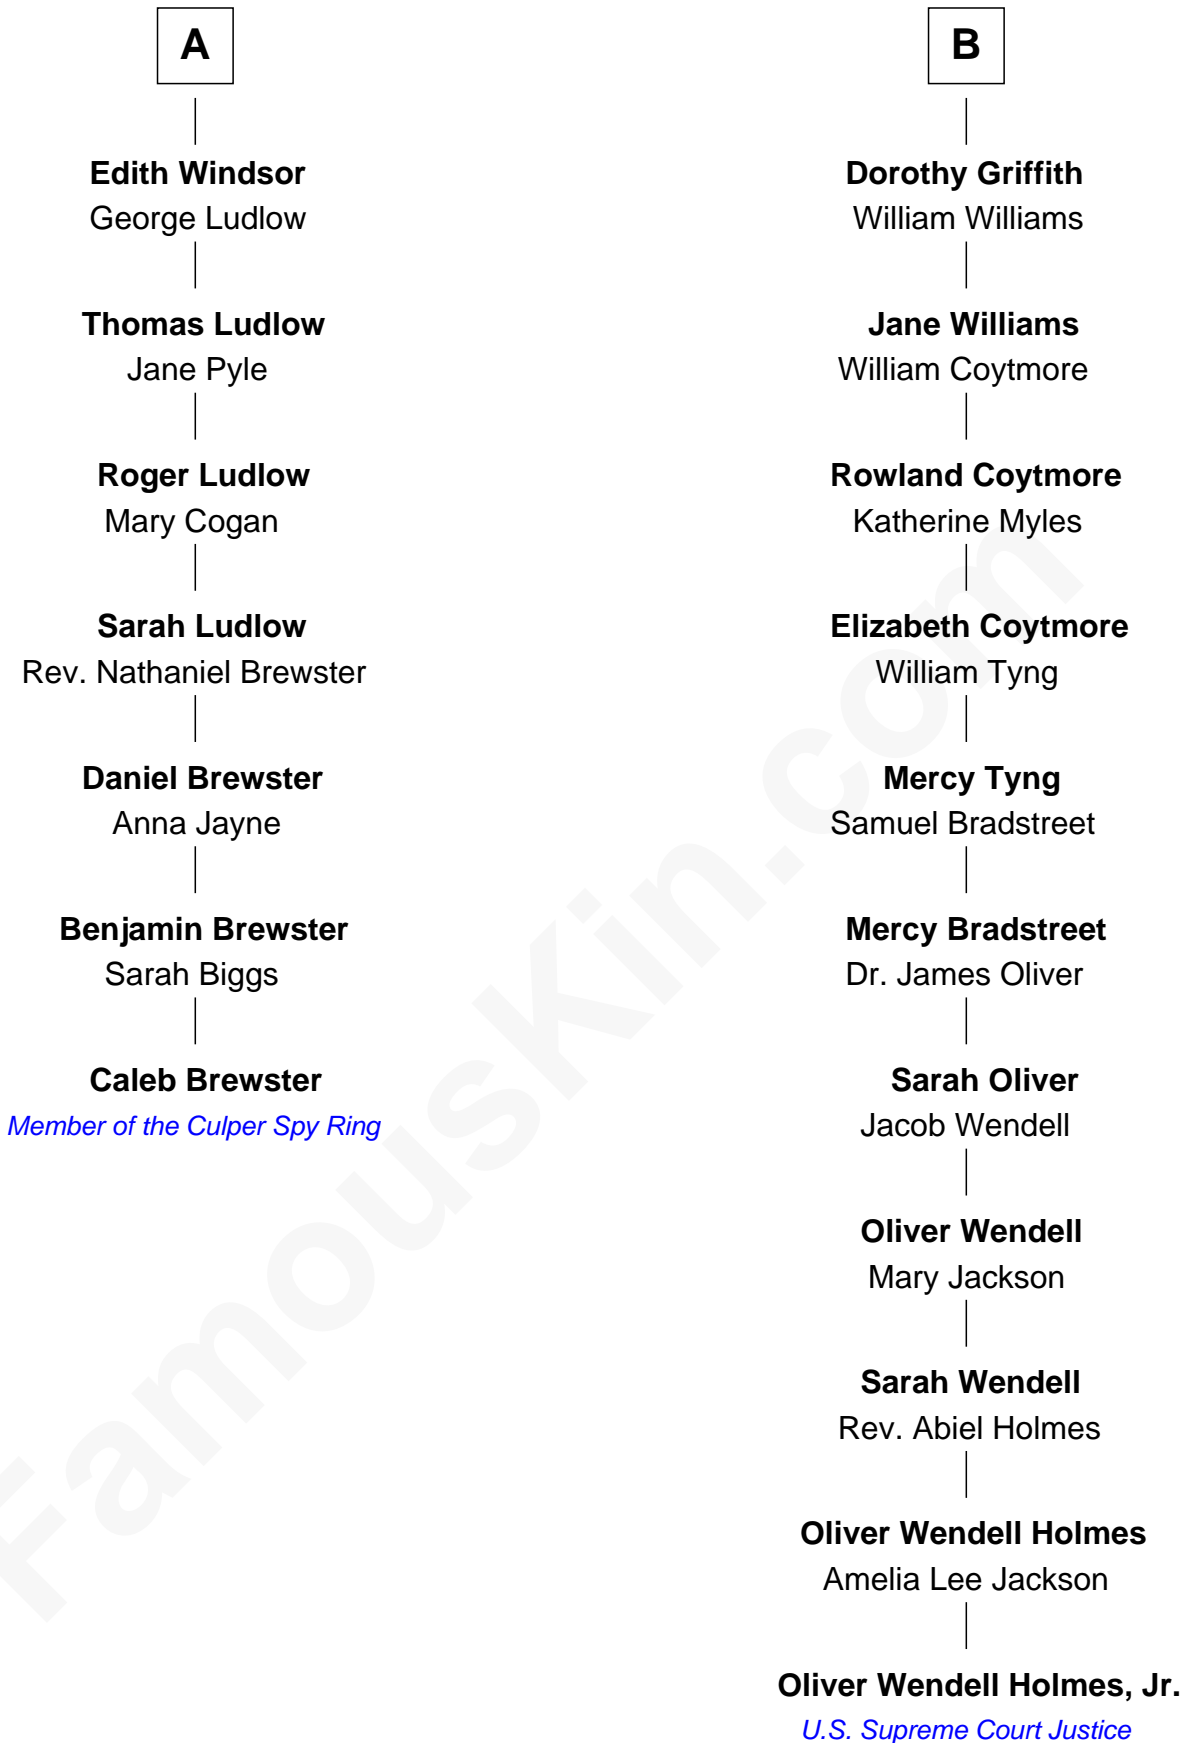 A
Edith Windsor
George Ludlow
Thomas Ludlow
Jane Pyle
Roger Ludlow
Mary Cogan
Sarah Ludlow
Rev. Nathaniel Brewster
Daniel Brewster
Anna Jayne
Benjamin Brewster
Sarah Biggs
Caleb Brewster
Member of the Culper Spy Ring
B
Dorothy Griffith
William Williams
Jane Williams
William Coytmore
Rowland Coytmore
Katherine Myles
Elizabeth Coytmore
William Tyng
Mercy Tyng
Samuel Bradstreet
Mercy Bradstreet
Dr. James Oliver
Sarah Oliver
Jacob Wendell
Oliver Wendell
Mary Jackson
Sarah Wendell
Rev. Abiel Holmes
Oliver Wendell Holmes
Amelia Lee Jackson
Oliver Wendell Holmes, Jr.
U.S. Supreme Court Justice
FamousKin.com